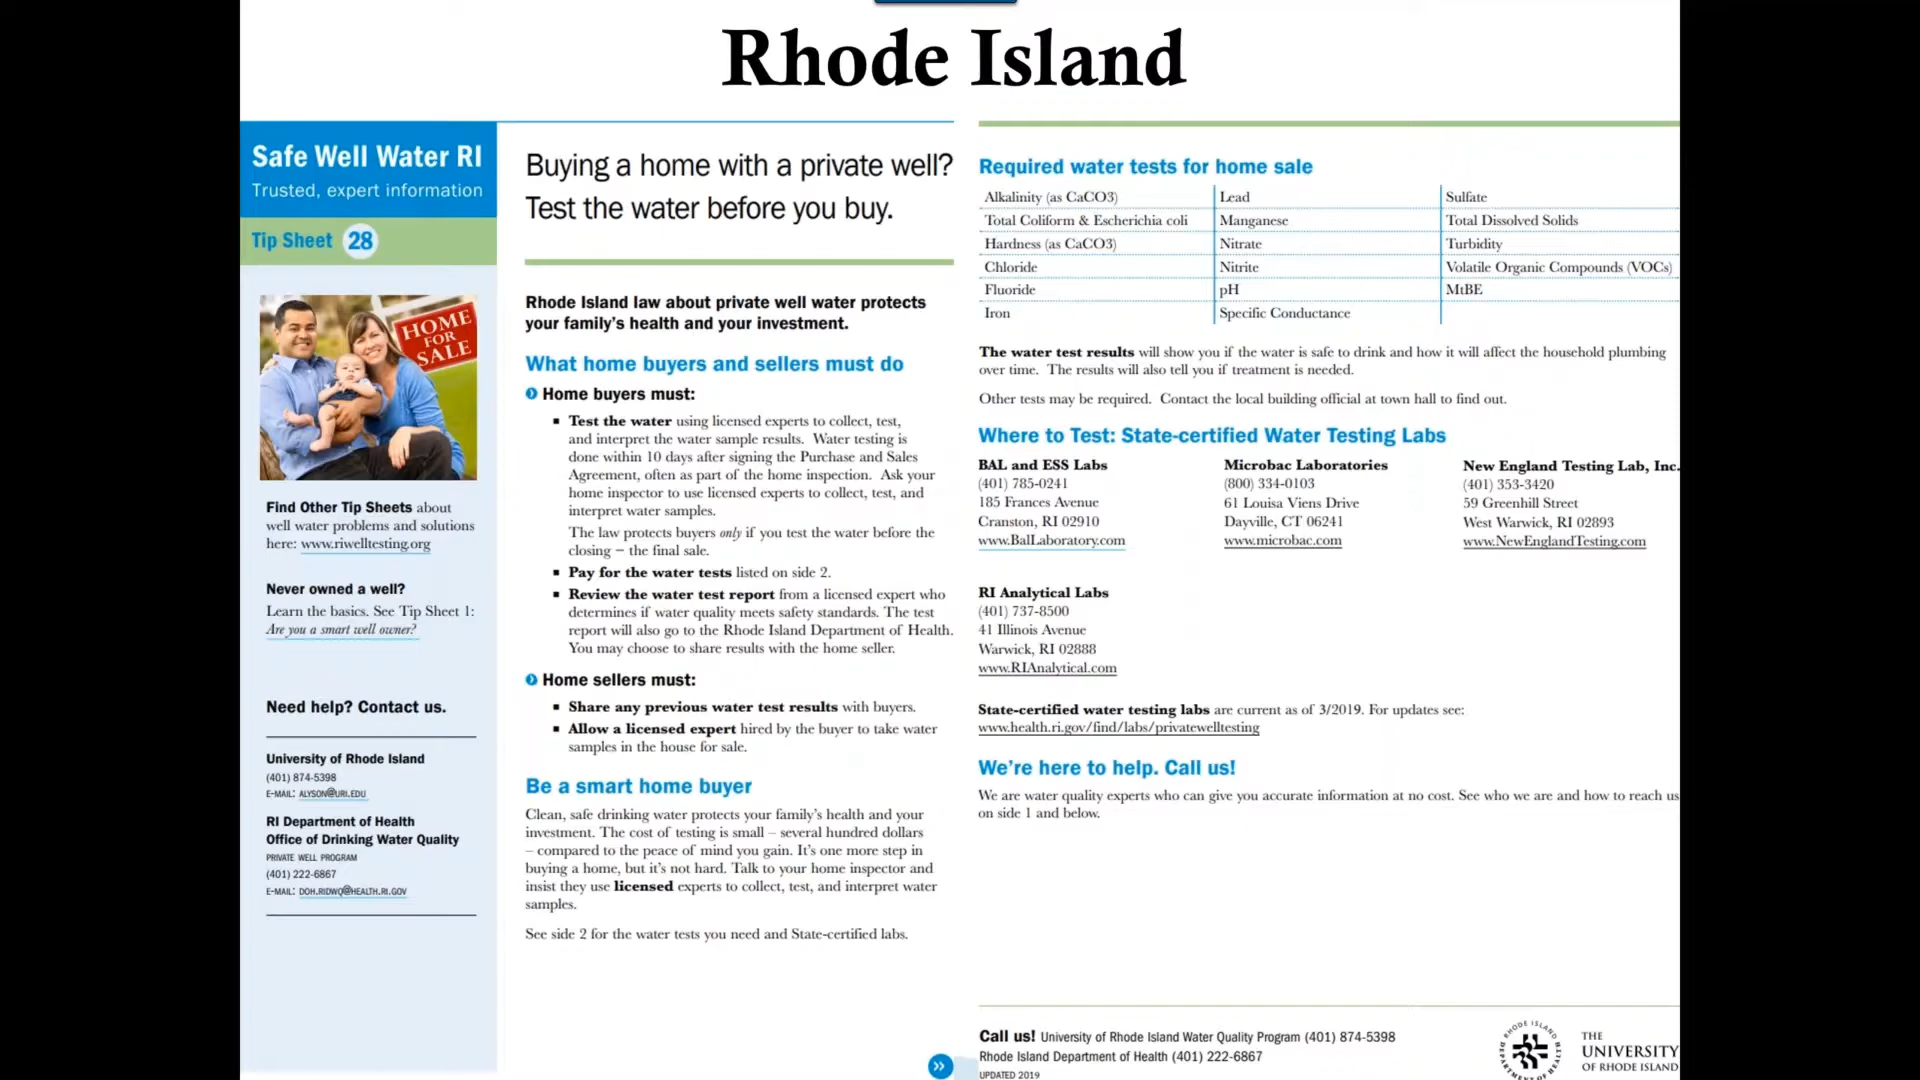 Rhode Island
Safe Well Water RI
Trusted, expert information
Tip Sheet 28
HOME
FOR
SALE
Find Other Tip Sheets about
well water problems and solutions
here: www.riwelltesting.org
Never owned a well?
Learn the basics. See Tip Sheet 1:
Are you a smart well owner?
Need help? Contact us.
University of Rhode Island
(401) 874-5398
E-MAIL: ALYSON@URI.EDU
RI Department of Health
Office of Drinking Water Quality
PRIVATE WELL PROGRAM
(401) 222-6867
E-MAIL: DOH.RIDWQ@HEALTH.RI.GOV
Buying a home with a private well?
Test the water before you buy.
Rhode Island law about private well water protects
your family's health and your investment.
What home buyers and sellers must do
Home buyers must:
▪ Test the water using licensed experts to collect, test,
and interpret the water sample results. Water testing is
done within 10 days after signing the Purchase and Sales
Agreement, often as part of the home inspection. Ask your
home inspector to use licensed experts to collect, test, and
interpret water samples.
The law protects buyers only if you test the water before the
closing – the final sale.
▪ Pay for the water tests listed on side 2.
▪ Review the water test report from a licensed expert who
determines if water quality meets safety standards. The test
report will also go to the Rhode Island Department of Health.
You may choose to share results with the home seller.
Home sellers must:
▪ Share any previous water test results with buyers.
▪ Allow a licensed expert hired by the buyer to take water
samples in the house for sale.
Be a smart home buyer
Clean, safe drinking water protects your family's health and your
investment. The cost of testing is small – several hundred dollars
– compared to the peace of mind you gain. It's one more step in
buying a home, but it's not hard. Talk to your home inspector and
insist they use licensed experts to collect, test, and interpret water
samples.
See side 2 for the water tests you need and State-certified labs.
Required water tests for home sale
Alkalinity (as CaCO3) Lead Sulfate
Total Coliform & Escherichia coli Manganese Total Dissolved Solids
Hardness (as CaCO3) Nitrate Turbidity
Chloride Nitrite Volatile Organic Compounds (VOCs)
Fluoride pH MtBE
Iron Specific Conductance
The water test results will show you if the water is safe to drink and how it will affect the household plumbing
over time. The results will also tell you if treatment is needed.
Other tests may be required. Contact the local building official at town hall to find out.
Where to Test: State-certified Water Testing Labs
BAL and ESS Labs
(401) 785-0241
185 Frances Avenue
Cranston, RI 02910
www.BalLaboratory.com
Microbac Laboratories
(800) 334-0103
61 Louisa Viens Drive
Dayville, CT 06241
www.microbac.com
New England Testing Lab, Inc.
(401) 353-3420
59 Greenhill Street
West Warwick, RI 02893
www.NewEnglandTesting.com
RI Analytical Labs
(401) 737-8500
41 Illinois Avenue
Warwick, RI 02888
www.RIAnalytical.com
State-certified water testing labs are current as of 3/2019. For updates see:
www.health.ri.gov/find/labs/privatewelltesting
We're here to help. Call us!
We are water quality experts who can give you accurate information at no cost. See who we are and how to reach us
on side 1 and below.
Call us! University of Rhode Island Water Quality Program (401) 874-5398
Rhode Island Department of Health (401) 222-6867
UPDATED 2019
RHODE ISLAND
DEPARTMENT OF HEALTH
THE
UNIVERSITY
OF RHODE ISLAND